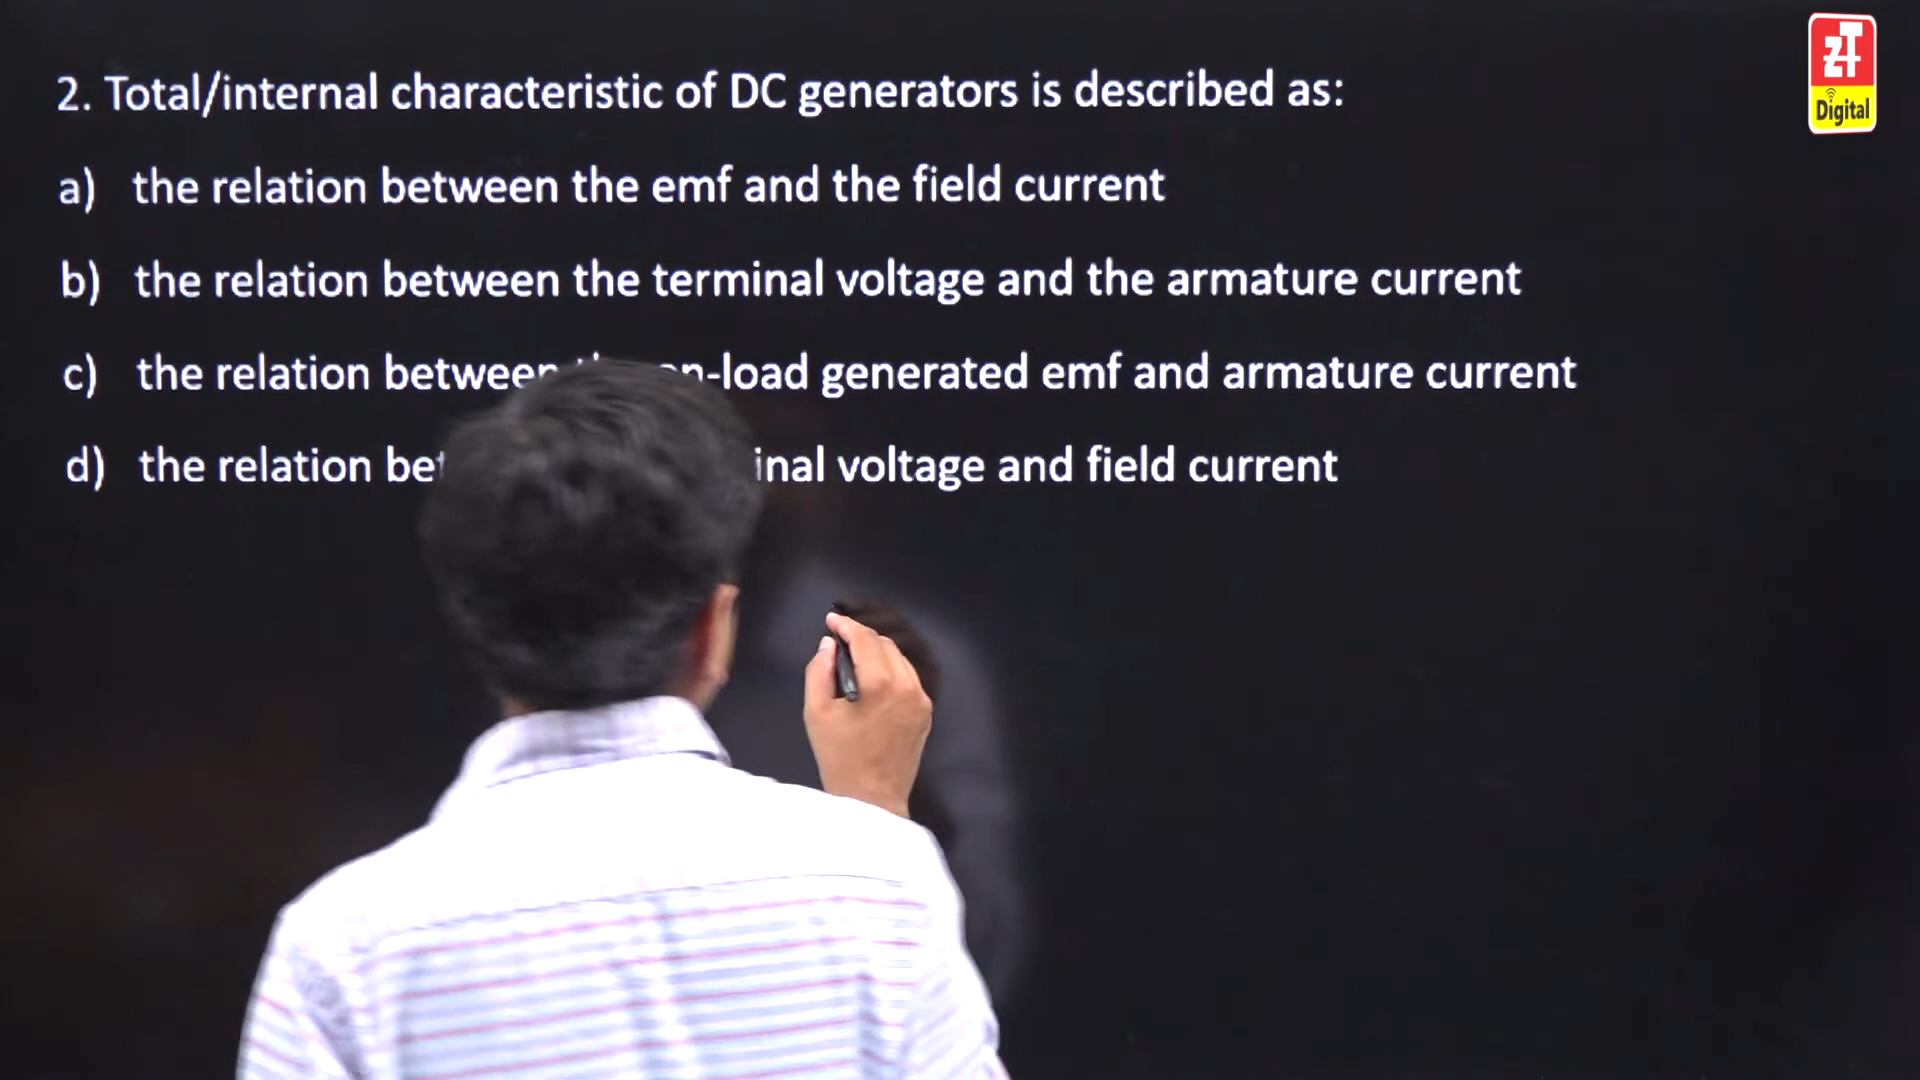 2. Total/internal characteristic of DC generators is described as:
a) the relation between the emf and the field current
b) the relation between the terminal voltage and the armature current
c) the relation between on-load generated emf and armature current
d) the relation voltage and field current
ZT
Digital